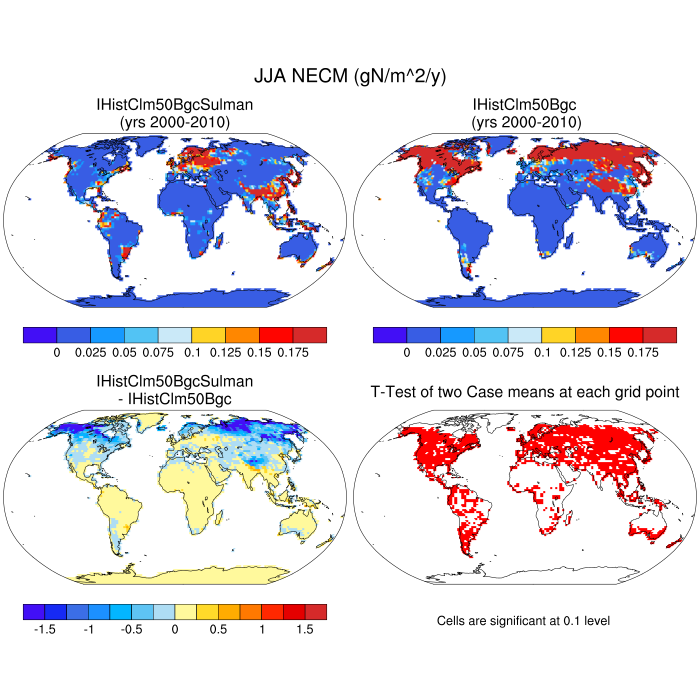 JJA NECM (gN/m^2/y)
IHistClm50BgcSulman
(yrs 2000-2010)
IHistClm50Bgc
(yrs 2000-2010)
0 0.025 0.05 0.075 0.1 0.125 0.15 0.175
0 0.025 0.05 0.075 0.1 0.125 0.15 0.175
IHistClm50BgcSulman
- IHistClm50Bgc
T-Test of two Case means at each grid point
-1.5 -1 -0.5 0 0.5 1 1.5
Cells are significant at 0.1 level